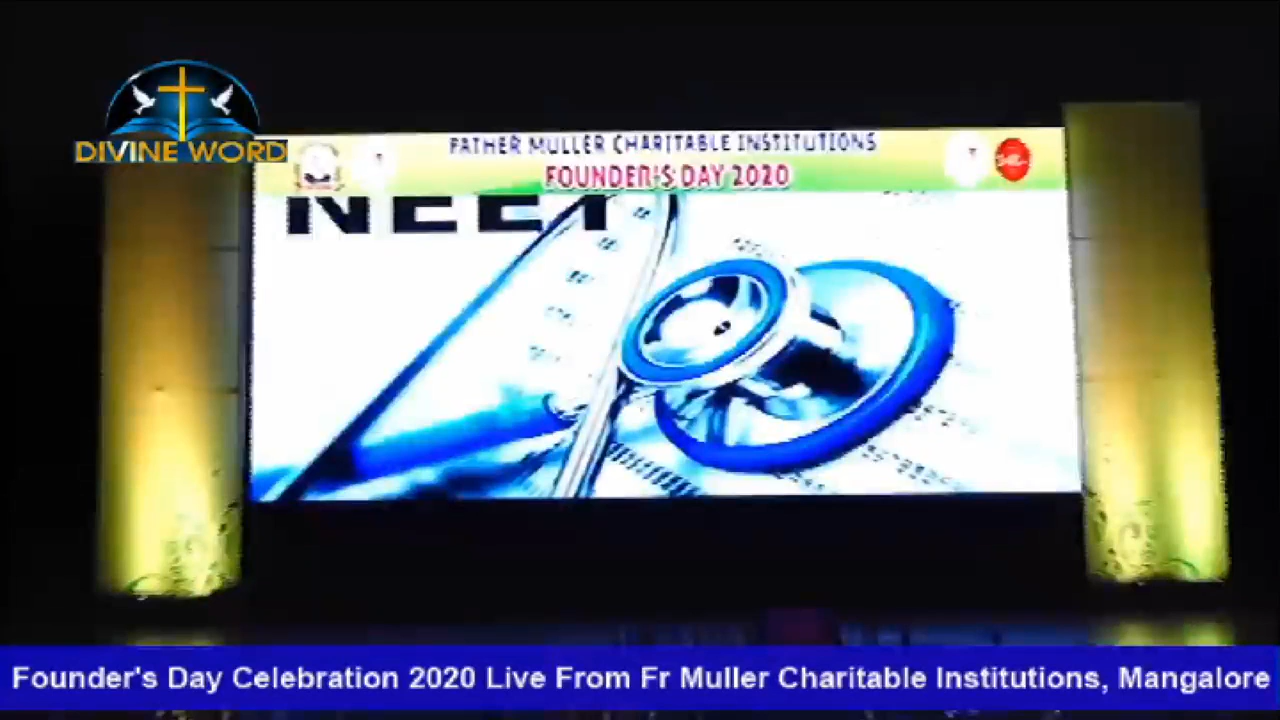 DIVINE WORD
FATHER MULLER CHARITABLE INSTITUTIONS
FOUNDER'S DAY 2020
NEET
Founder's Day Celebration 2020 Live From Fr Muller Charitable Institutions, Mangalore